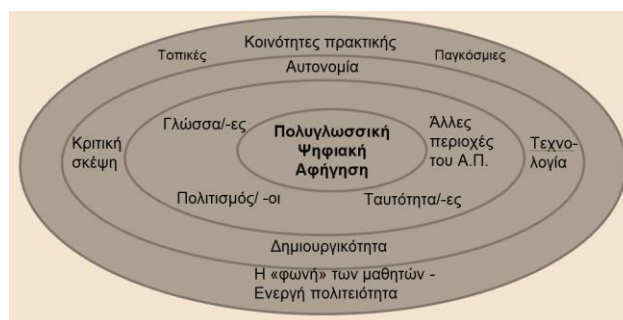 Κοινότητες πρακτικής
Τοπικές
Παγκόσμιες
Αυτονομία
Γλώσσα/-ες
Άλλες
περιοχές
του Α.Π.
Κριτική
σκέψη
Πολυγλωσσική
Ψηφιακή
Αφήγηση
Τεχνο-
λογία
Πολιτισμός/ -οι
Ταυτότητα/-ες
Δημιουργικότητα
Η «φωνή» των μαθητών -
Ενεργή πολιτειότητα